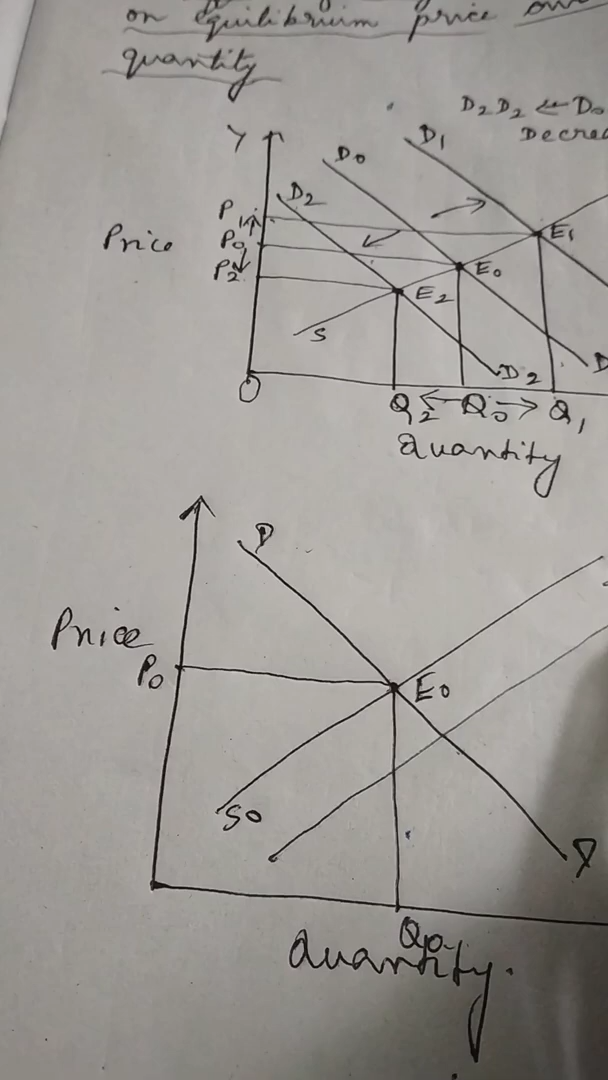 on equilibrium price
quantity
D2D2 ← D0
Decrea
Y
D1
D0
D2
P1
Price
P0
P2
E1
E0
E2
S
D
D2
O
Q2 ← Q0 → Q1
Quantity
D
Price
P0
E0
S0
D
Q0
Quantity.